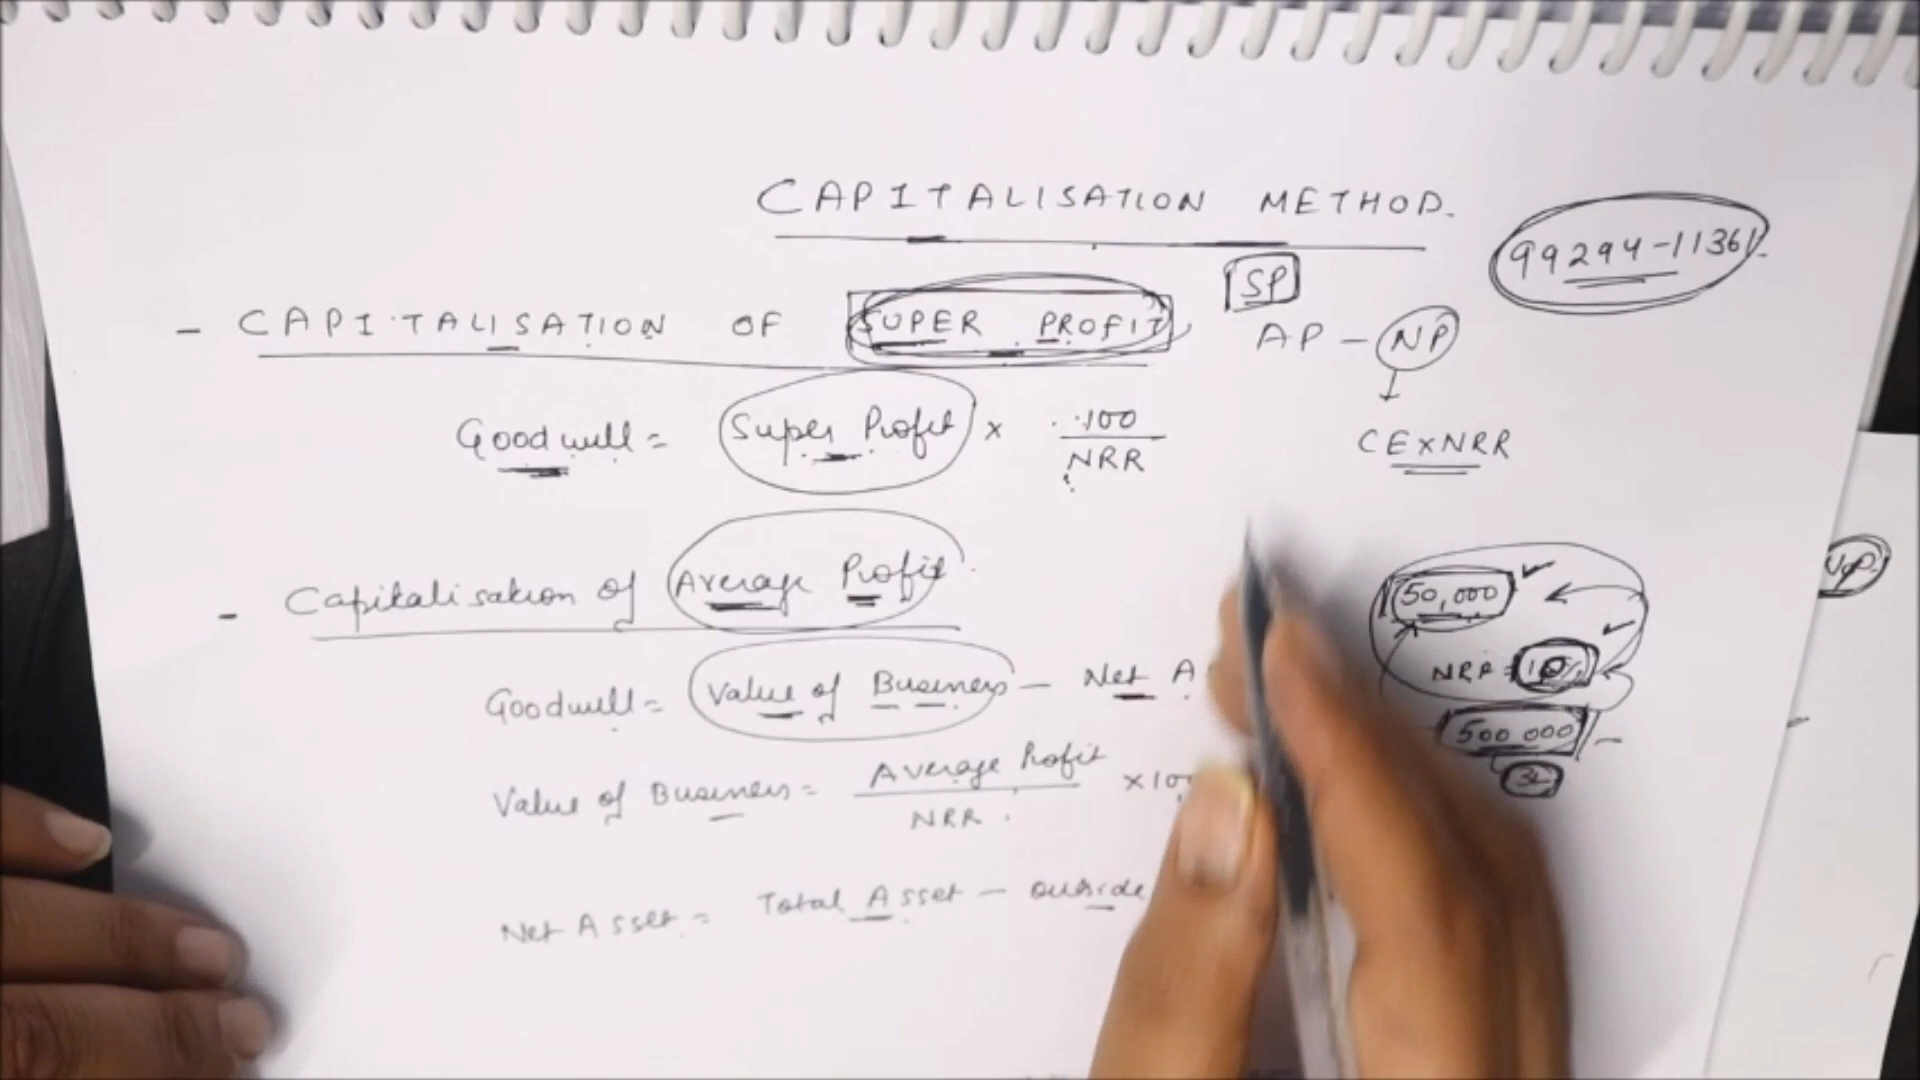 CAPITALISATION METHOD.
99294-11361.
SP
- CAPITALISATION OF SUPER PROFIT
AP - NP
Goodwill = Super Profit x 100
NRR
CE x NRR
- Capitalisation of Average Profit
50,000
NRR = 10%
Goodwill = Value of Business - Net A
500 000
Value of Business = Average Profit x 100
NRR
Net Asset = Total Asset - outside